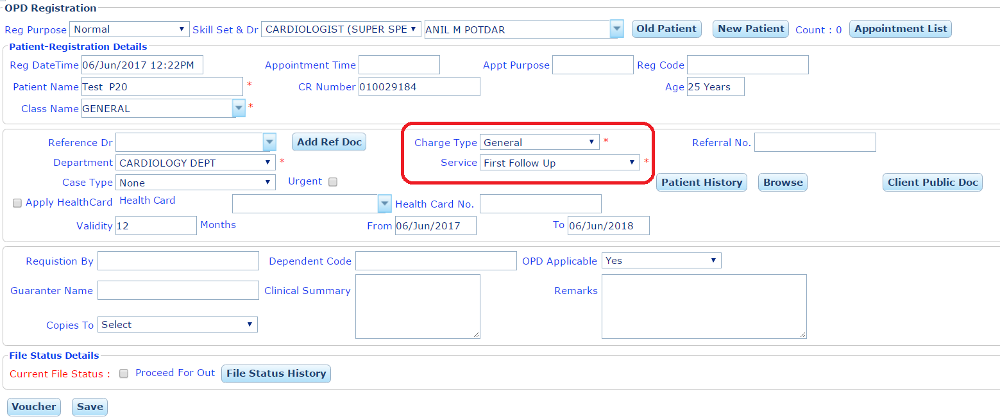 OPD Registration
Reg Purpose Normal Skill Set & Dr CARDIOLOGIST (SUPER SPE ANIL M POTDAR Old Patient New Patient Count : 0 Appointment List
Patient-Registration Details
Reg DateTime 06/Jun/2017 12:22PM Appointment Time Appt Purpose Reg Code
Patient Name Test P20 * CR Number 010029184 Age 25 Years
Class Name GENERAL *
Reference Dr Add Ref Doc Charge Type General * Referral No.
Department CARDIOLOGY DEPT * Service First Follow Up *
Case Type None Urgent Patient History Browse Client Public Doc
Apply HealthCard Health Card Health Card No.
Validity 12 Months From 06/Jun/2017 To 06/Jun/2018
Requistion By Dependent Code OPD Applicable Yes
Guaranter Name Clinical Summary Remarks
Copies To Select
File Status Details
Current File Status : Proceed For Out File Status History
Voucher Save